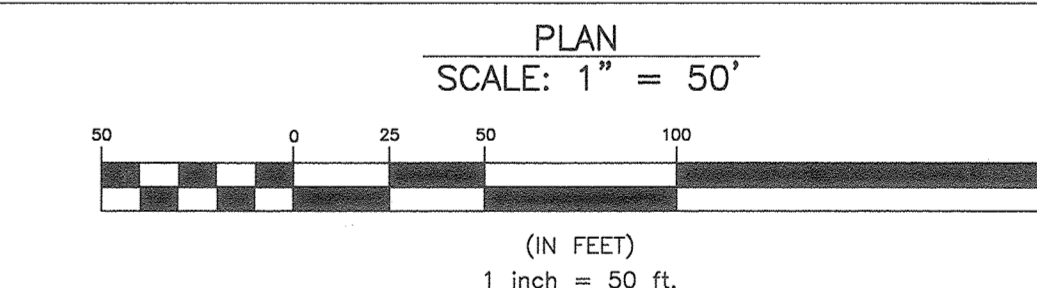 PLAN
SCALE: 1" = 50'
50 0 25 50 100
(IN FEET)
1 inch = 50 ft.